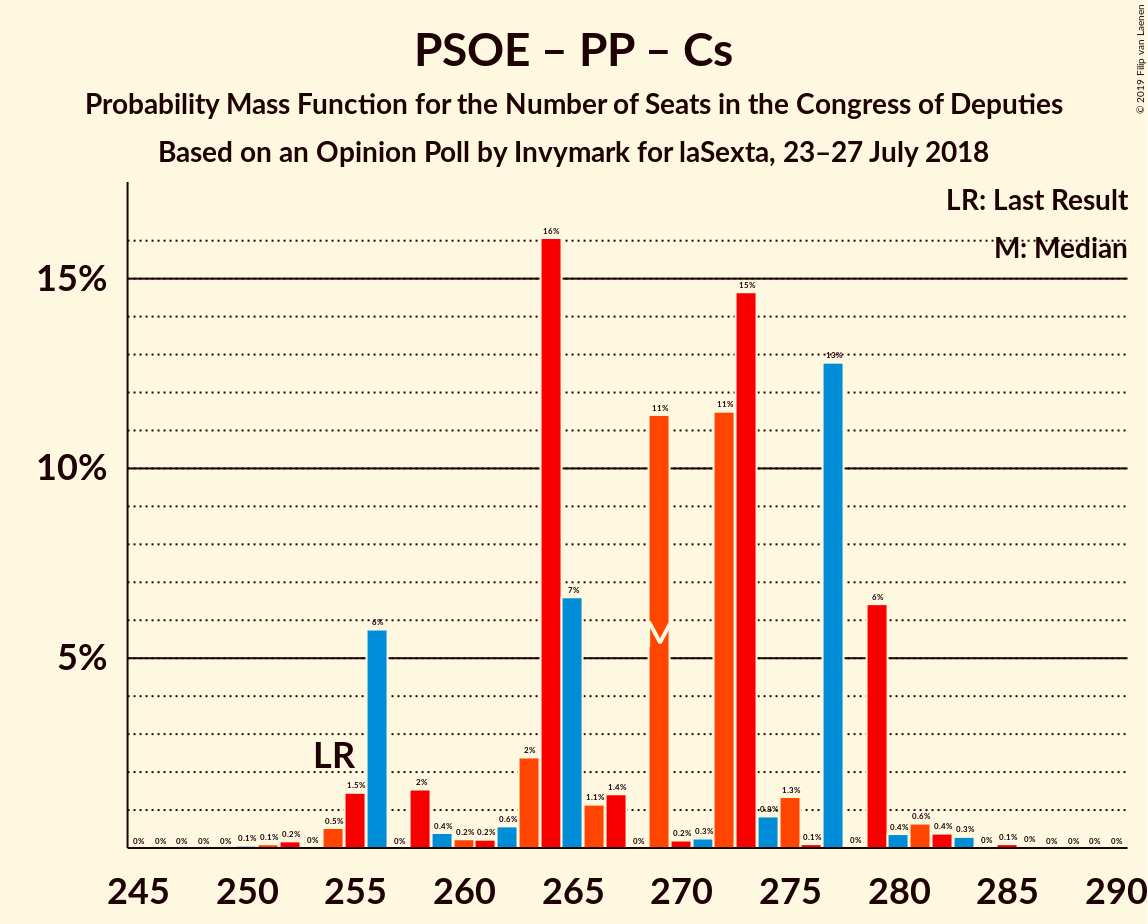 PSOE – PP – Cs
Probability Mass Function for the Number of Seats in the Congress of Deputies
Based on an Opinion Poll by Invymark for laSexta, 23–27 July 2018
© 2019 Filip van Laenen
LR: Last Result
M: Median
15%
10%
5%
LR
M
0% 0% 0% 0% 0% 0.1% 0.1% 0.2% 0% 0.5% 1.5% 6% 0% 2% 0.4% 0.2% 0.2% 0.6% 2% 16% 7% 1.1% 1.4% 0% 11% 0.2% 0.3% 11% 15% 0.8% 1.3% 0.1% 13% 0% 6% 0.4% 0.6% 0.4% 0.3% 0% 0.1% 0% 0% 0% 0% 0%
245 250 255 260 265 270 275 280 285 290